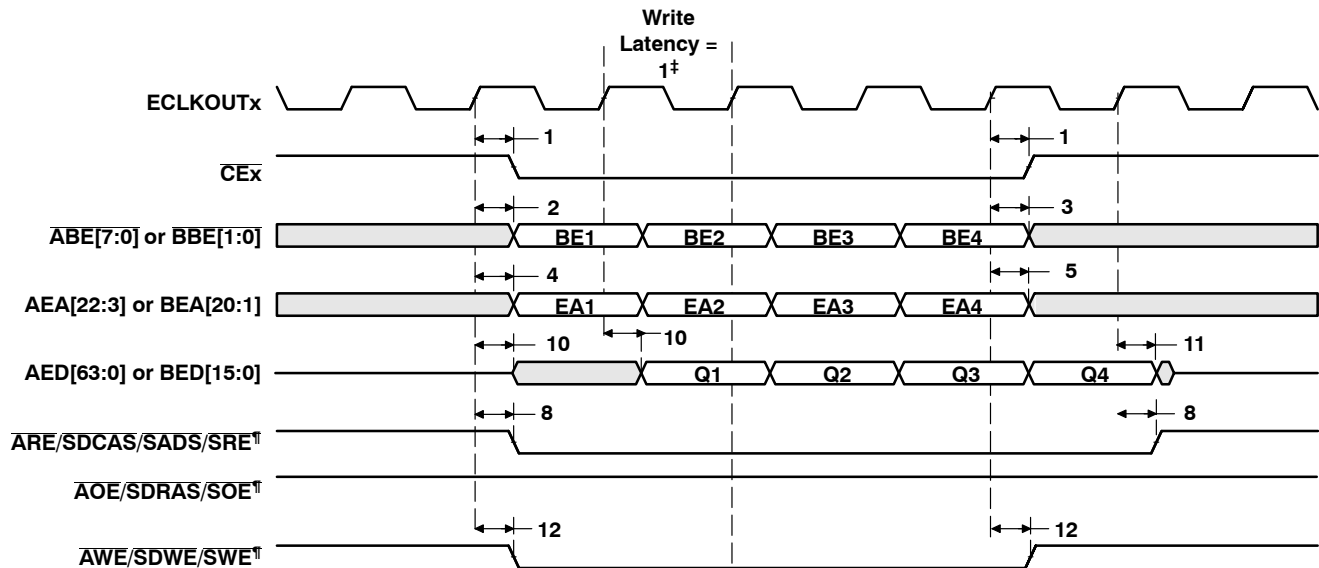 Write
Latency =
1‡
ECLKOUTx
1 1
CEx
2 3
ABE[7:0] or BBE[1:0] BE1 BE2 BE3 BE4
4 5
AEA[22:3] or BEA[20:1] EA1 EA2 EA3 EA4
10 10 11
AED[63:0] or BED[15:0] Q1 Q2 Q3 Q4
8 8
ARE/SDCAS/SADS/SRE¶
AOE/SDRAS/SOE¶
12 12
AWE/SDWE/SWE¶